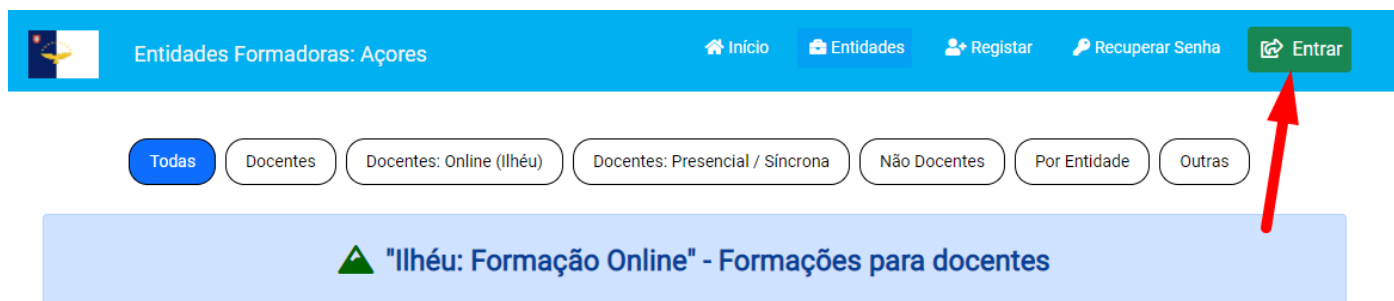 Entidades Formadoras: Açores
Início
Entidades
Registar
Recuperar Senha
Entrar
Todas
Docentes
Docentes: Online (Ilhéu)
Docentes: Presencial / Síncrona
Não Docentes
Por Entidade
Outras
"Ilhéu: Formação Online" - Formações para docentes